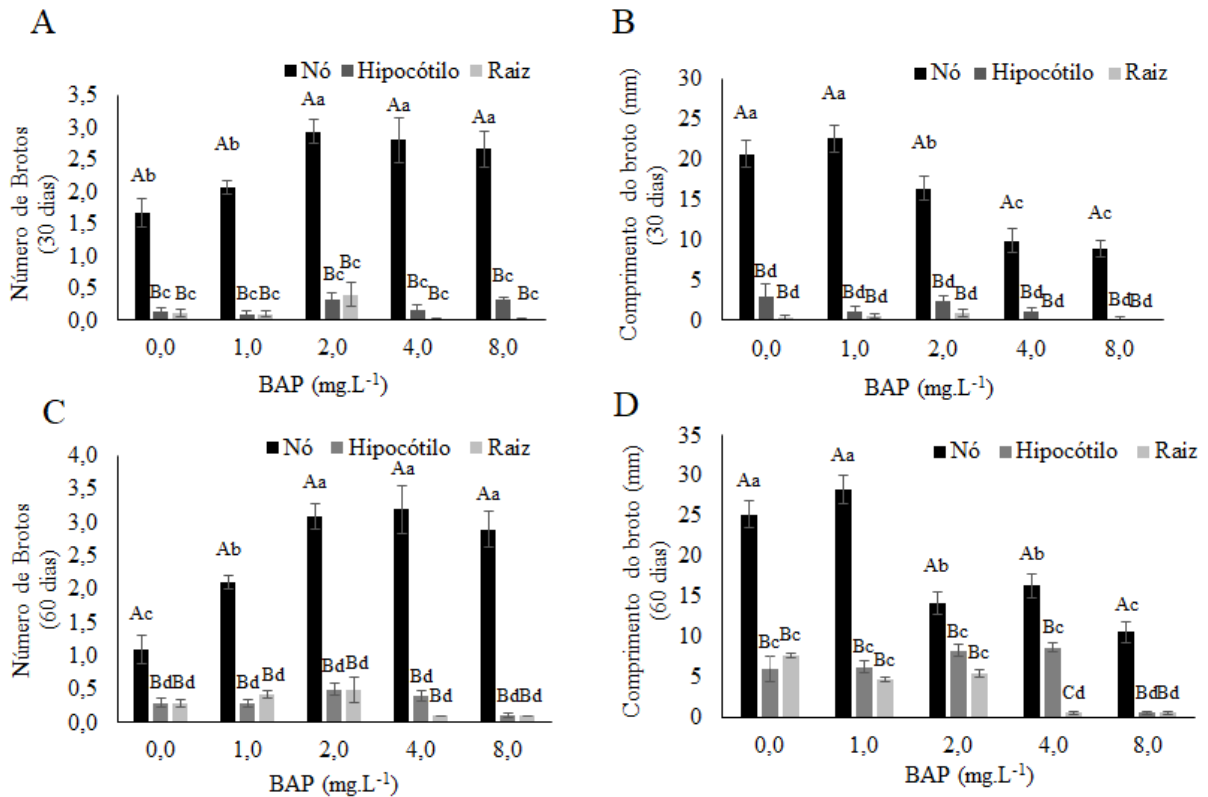 A
Nó Hipocótilo Raiz
Número de Brotos
(30 dias)
3,5
3,0
2,5
2,0
1,5
1,0
0,5
0,0
Ab Bc Bc
Ab Bc Bc
Aa Bc Bc
Aa Bc Bc
Aa Bc Bc
0,0 1,0 2,0 4,0 8,0
BAP (mg.L-1)
B
Nó Hipocótilo Raiz
Comprimento do broto (mm)
(30 dias)
30
25
20
15
10
5
0
Aa Bd Bd
Aa Bd Bd
Ab Bd Bd
Ac Bd Bd
Ac Bd Bd
0,0 1,0 2,0 4,0 8,0
BAP (mg.L-1)
C
Nó Hipocótilo Raiz
Número de Brotos
(60 dias)
4,0
3,5
3,0
2,5
2,0
1,5
1,0
0,5
0,0
Ac Bd Bd
Ab Bd Bd
Aa Bd Bd
Aa Bd Bd
Aa Bd Bd
0,0 1,0 2,0 4,0 8,0
BAP (mg.L-1)
D
Nó Hipocótilo Raiz
Comprimento do broto (mm)
(60 dias)
35
30
25
20
15
10
5
0
Aa Bc Bc
Aa Bc Bc
Ab Bc Bc
Ab Bc Cd
Ac Bd Bd
0,0 1,0 2,0 4,0 8,0
BAP (mg.L-1)